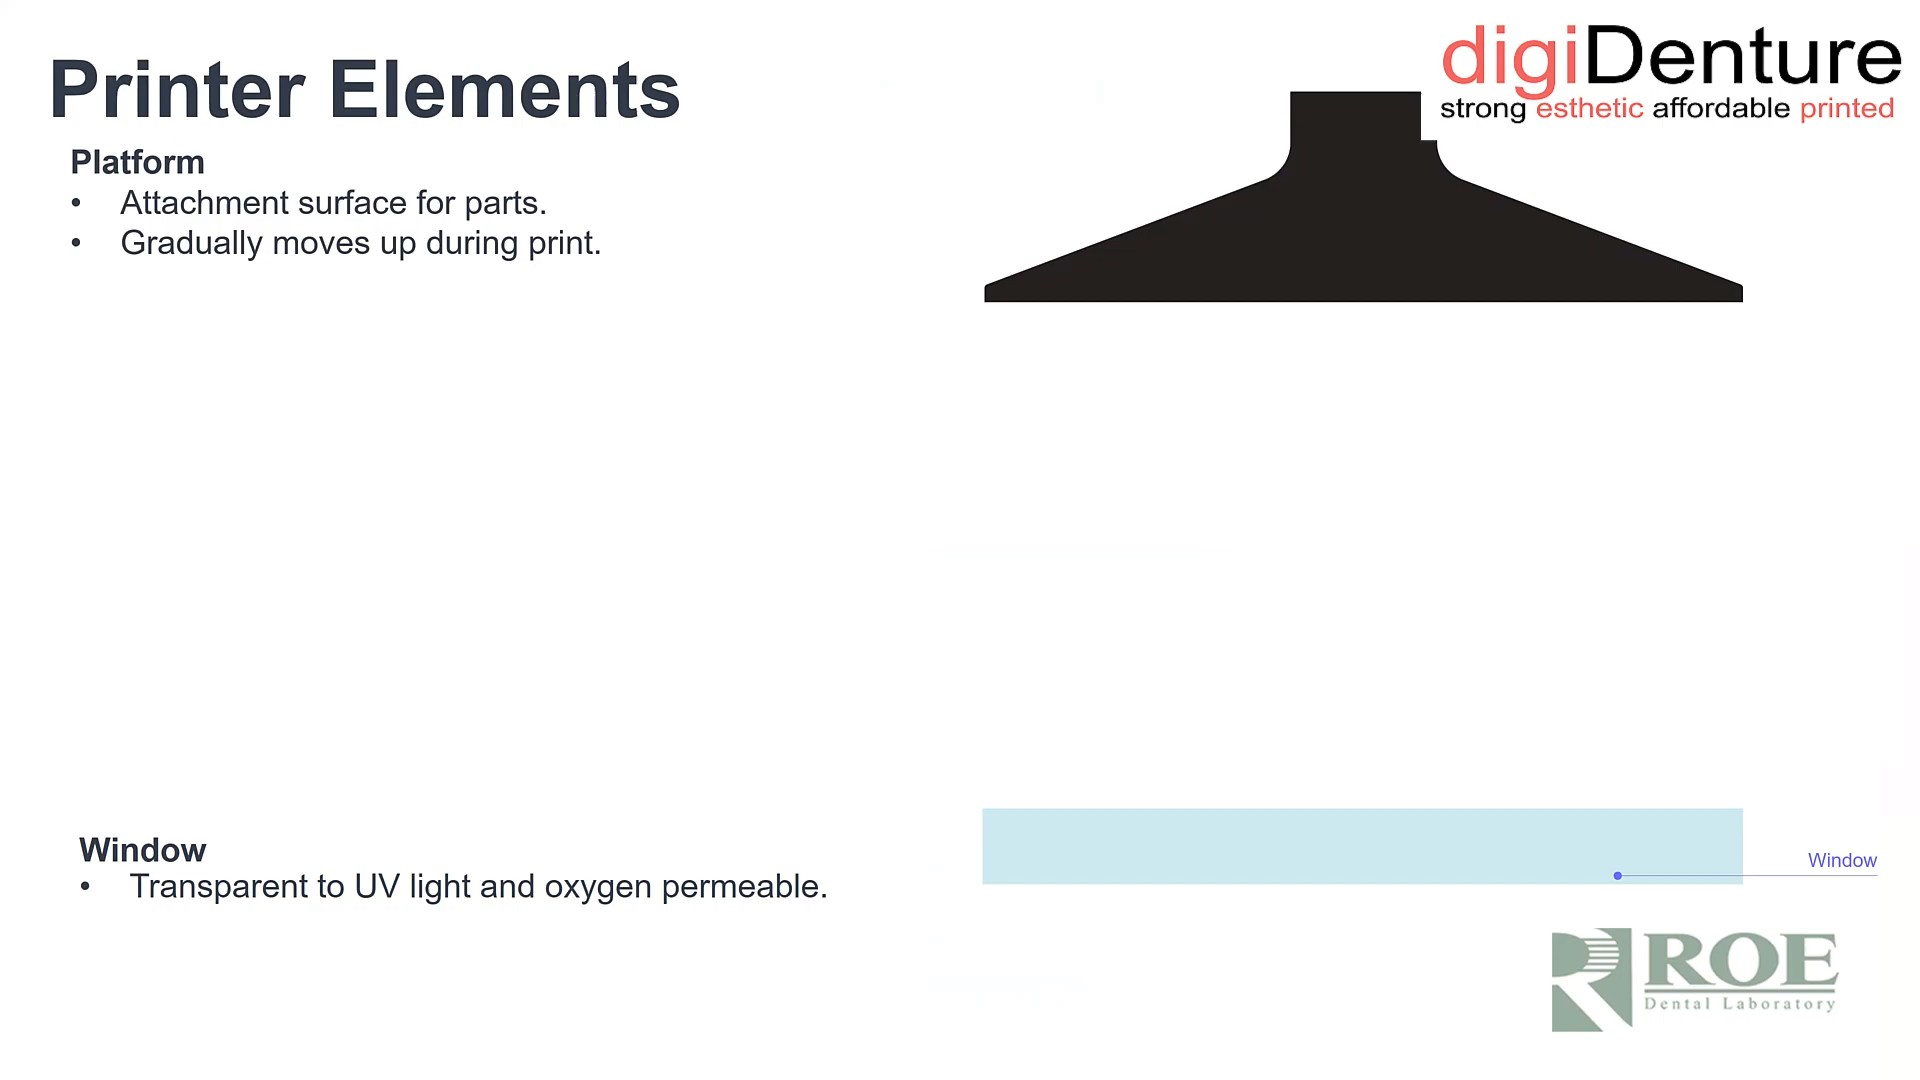 Printer Elements
digiDenture
strong esthetic affordable printed
Platform
• Attachment surface for parts.
• Gradually moves up during print.
Window
• Transparent to UV light and oxygen permeable.
Window
ROE
Dental Laboratory